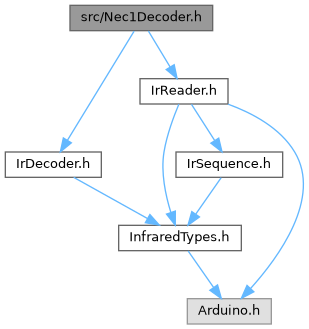 src/Nec1Decoder.h
IrReader.h
IrDecoder.h
IrSequence.h
InfraredTypes.h
Arduino.h